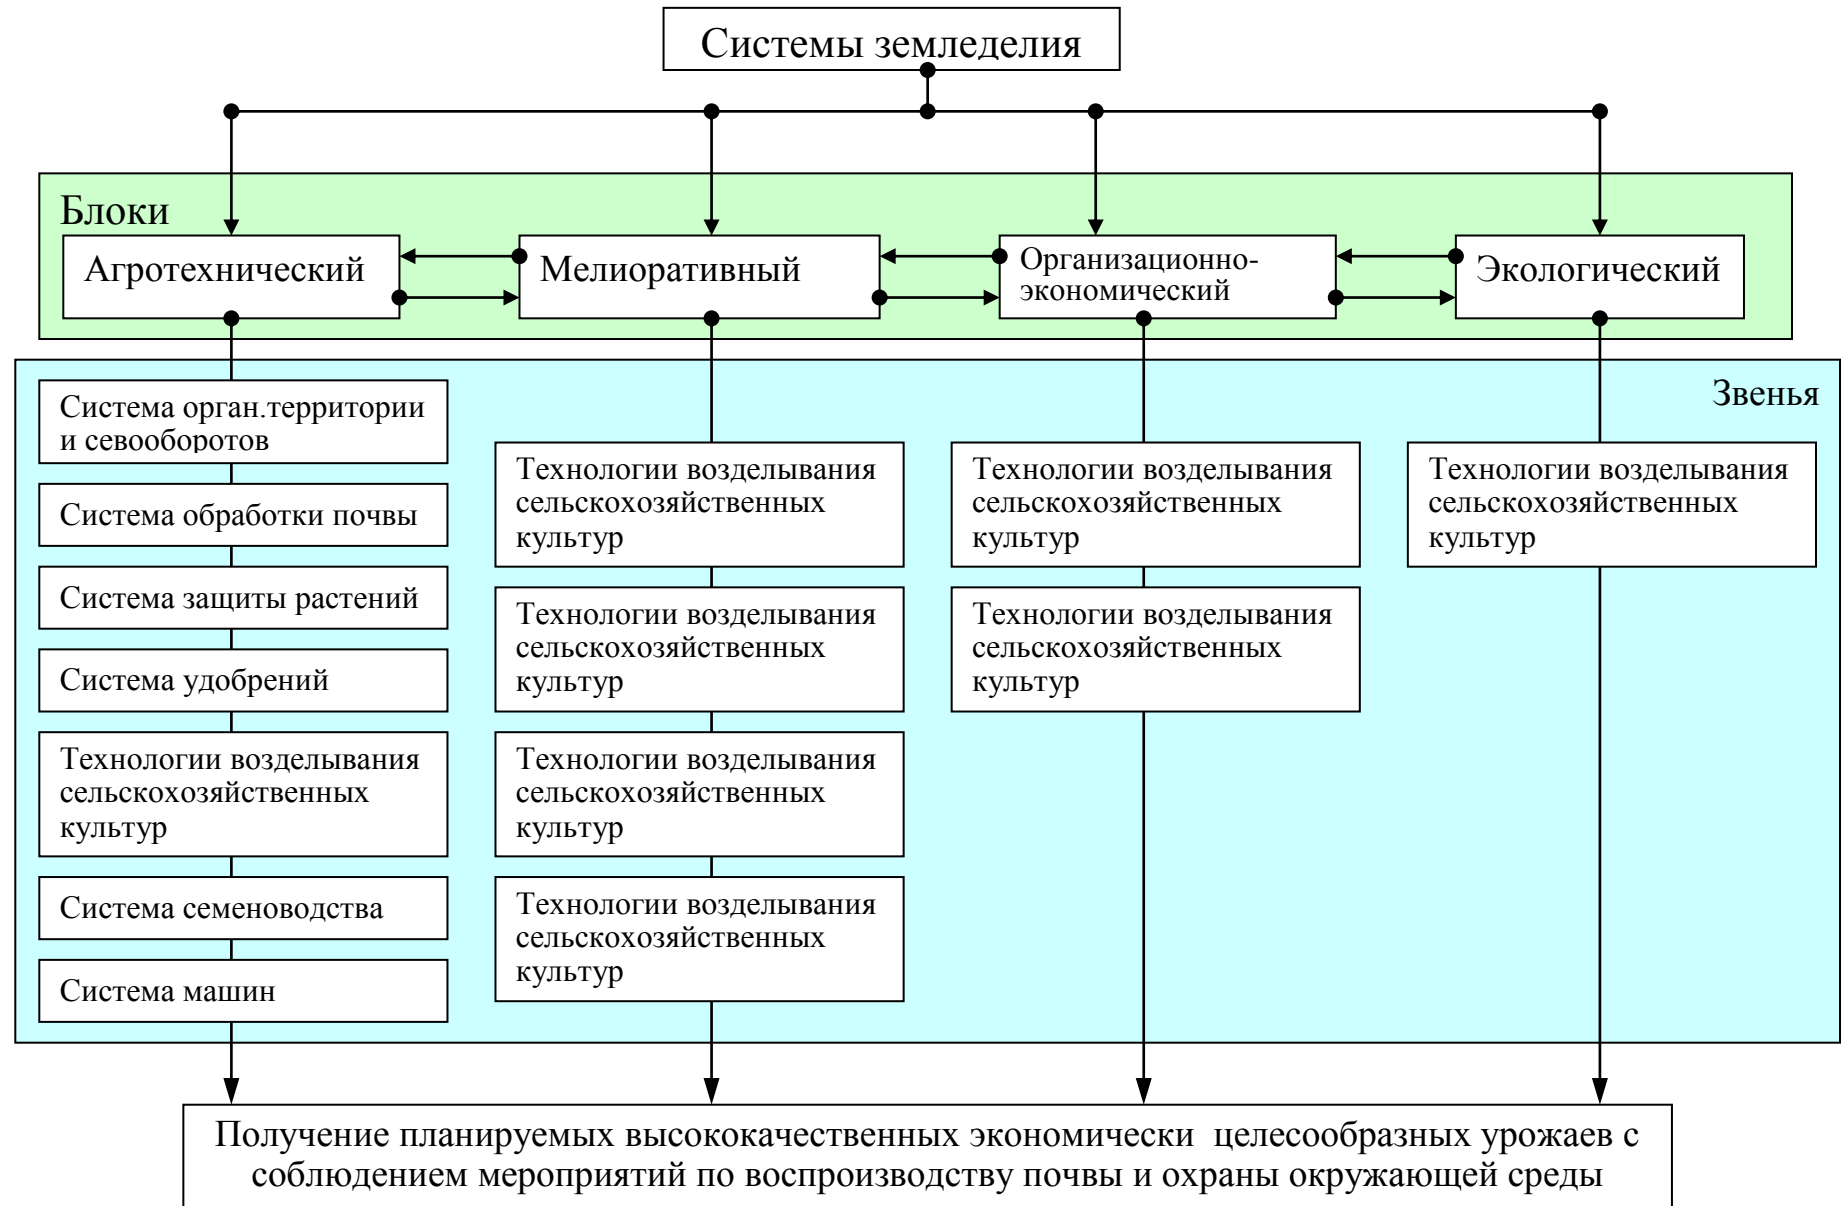 Системы земледелия
Блоки
Агротехнический
Мелиоративный
Организационно-
экономический
Экологический
Звенья
Система орган.территории
и севооборотов
Система обработки почвы
Система защиты растений
Система удобрений
Технологии возделывания
сельскохозяйственных
культур
Система семеноводства
Система машин
Технологии возделывания
сельскохозяйственных
культур
Технологии возделывания
сельскохозяйственных
культур
Технологии возделывания
сельскохозяйственных
культур
Технологии возделывания
сельскохозяйственных
культур
Технологии возделывания
сельскохозяйственных
культур
Технологии возделывания
сельскохозяйственных
культур
Технологии возделывания
сельскохозяйственных
культур
Получение планируемых высококачественных экономически целесообразных урожаев с
соблюдением мероприятий по воспроизводству почвы и охраны окружающей среды